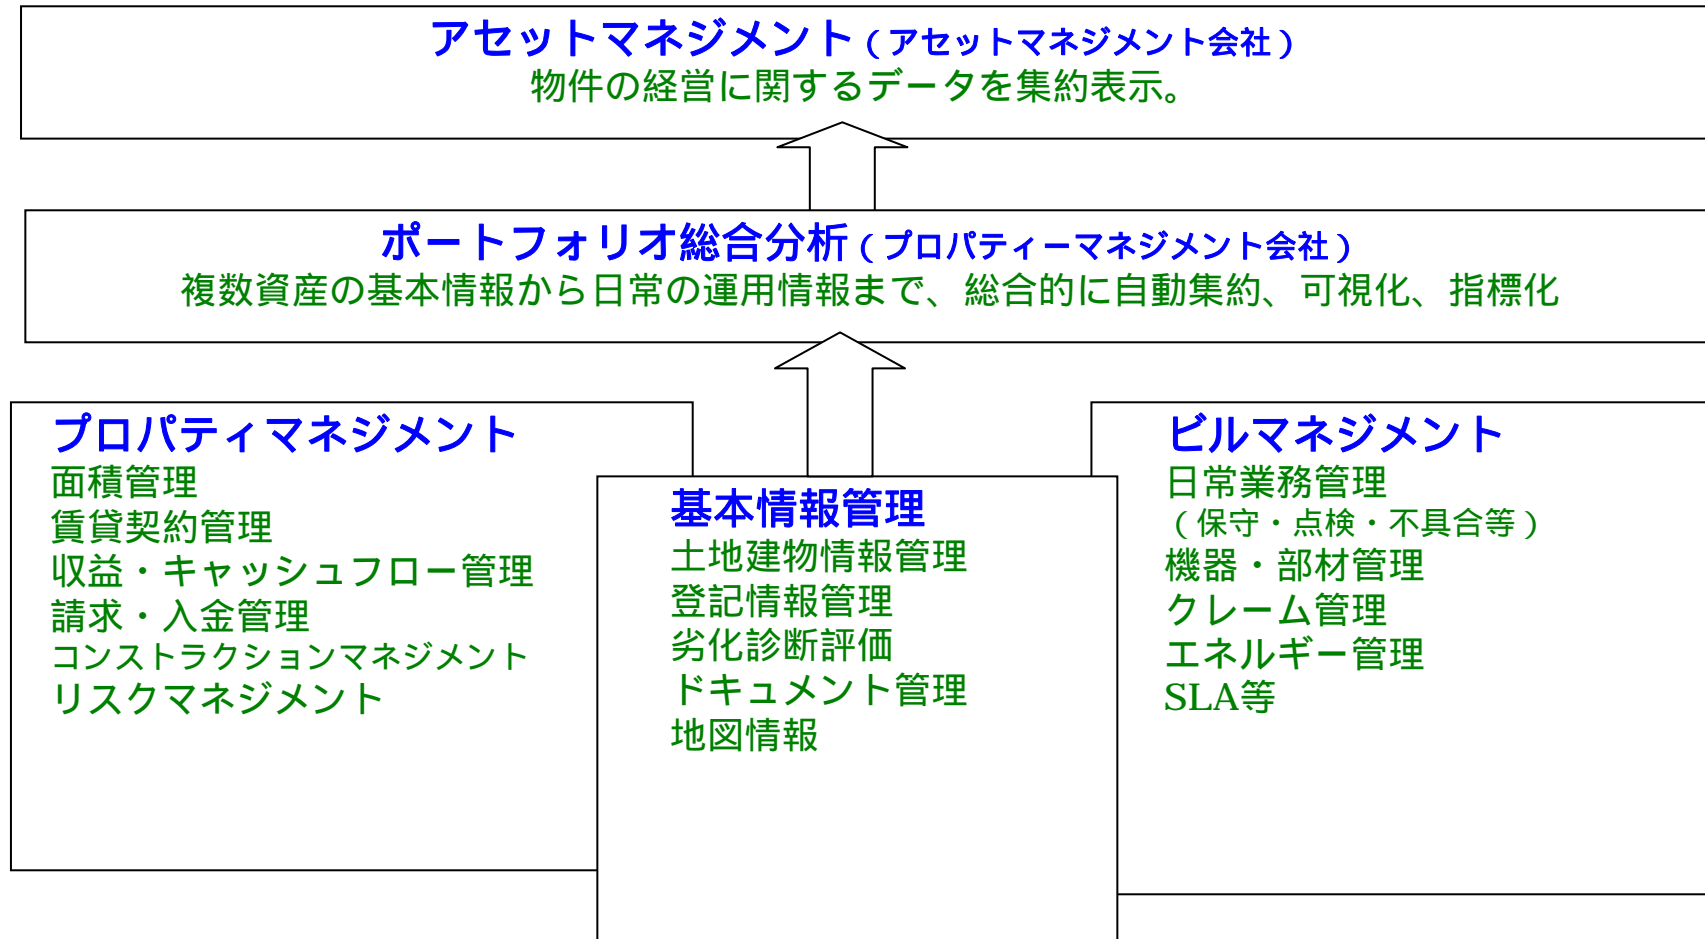 アセットマネジメント（アセットマネジメント会社）
物件の経営に関するデータを集約表示。
ポートフォリオ総合分析（プロパティーマネジメント会社）
複数資産の基本情報から日常の運用情報まで、総合的に自動集約、可視化、指標化
プロパティマネジメント
面積管理
賃貸契約管理
収益・キャッシュフロー管理
請求・入金管理
コンストラクションマネジメント
リスクマネジメント
基本情報管理
土地建物情報管理
登記情報管理
劣化診断評価
ドキュメント管理
地図情報
ビルマネジメント
日常業務管理
（保守・点検・不具合等）
機器・部材管理
クレーム管理
エネルギー管理
SLA等